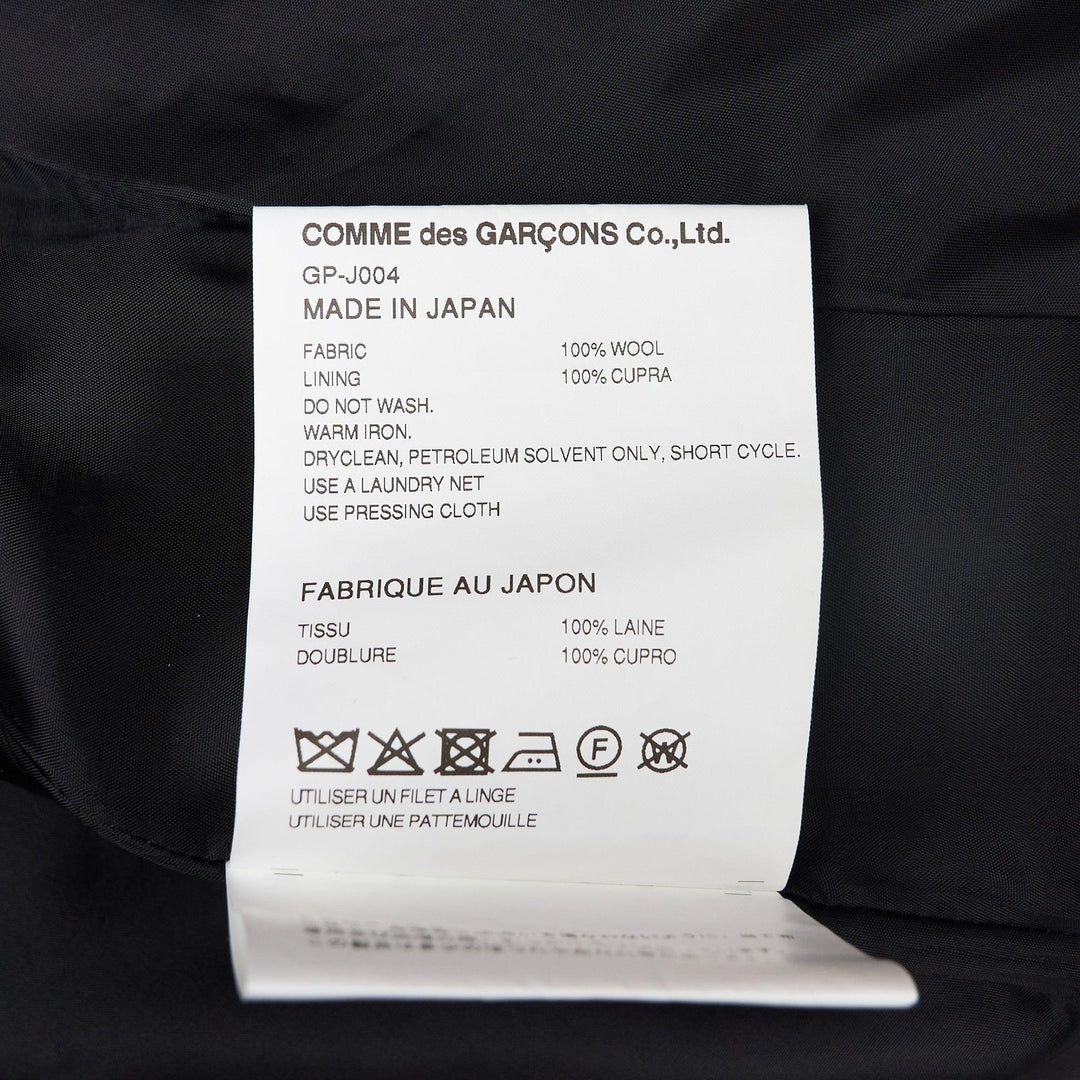 COMME des GARÇONS Co.,Ltd.
GP-J004
MADE IN JAPAN
FABRIC 100% WOOL
LINING 100% CUPRA
DO NOT WASH.
WARM IRON.
DRYCLEAN, PETROLEUM SOLVENT ONLY, SHORT CYCLE.
USE A LAUNDRY NET
USE PRESSING CLOTH
FABRIQUE AU JAPON
TISSU 100% LAINE
DOUBLURE 100% CUPRO
F W
UTILISER UN FILET A LINGE
UTILISER UNE PATTEMOUILLE